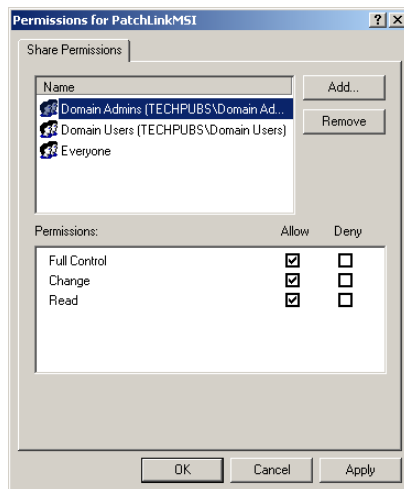 Permissions for PatchLinkMSI
Share Permissions
Name
Add...
Domain Admins (TECHPUBS\Domain Ad...
Domain Users (TECHPUBS\Domain Users)
Remove
Everyone
Permissions: Allow Deny
Full Control
Change
Read
OK Cancel Apply